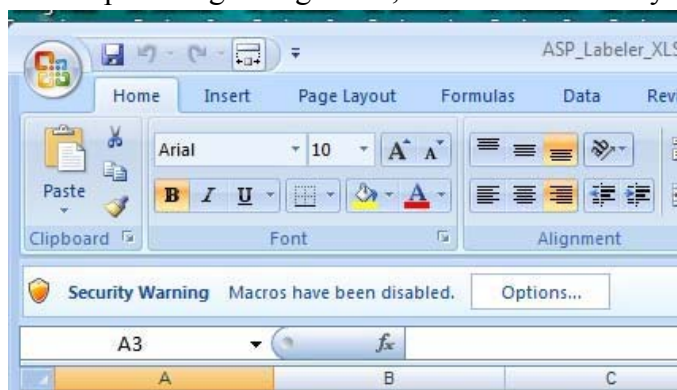 ASP_Labeler_XLS
Home Insert Page Layout Formulas Data Rev
Arial 10 A A
Paste B I U A
Clipboard Font Alignment
Security Warning Macros have been disabled. Options...
A3 fx
A B C